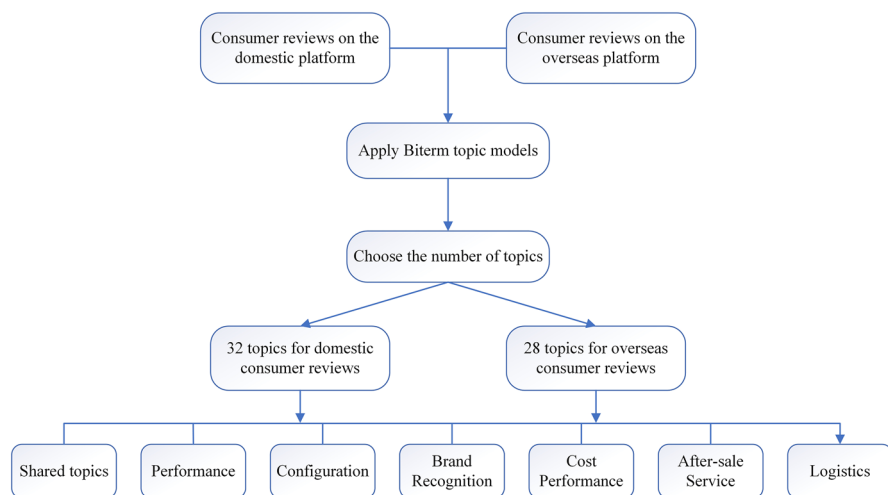 Consumer reviews on the
domestic platform
Consumer reviews on the
overseas platform
Apply Biterm topic models
Choose the number of topics
32 topics for domestic
consumer reviews
28 topics for overseas
consumer reviews
Shared topics
Performance
Configuration
Brand
Recognition
Cost
Performance
After-sale
Service
Logistics